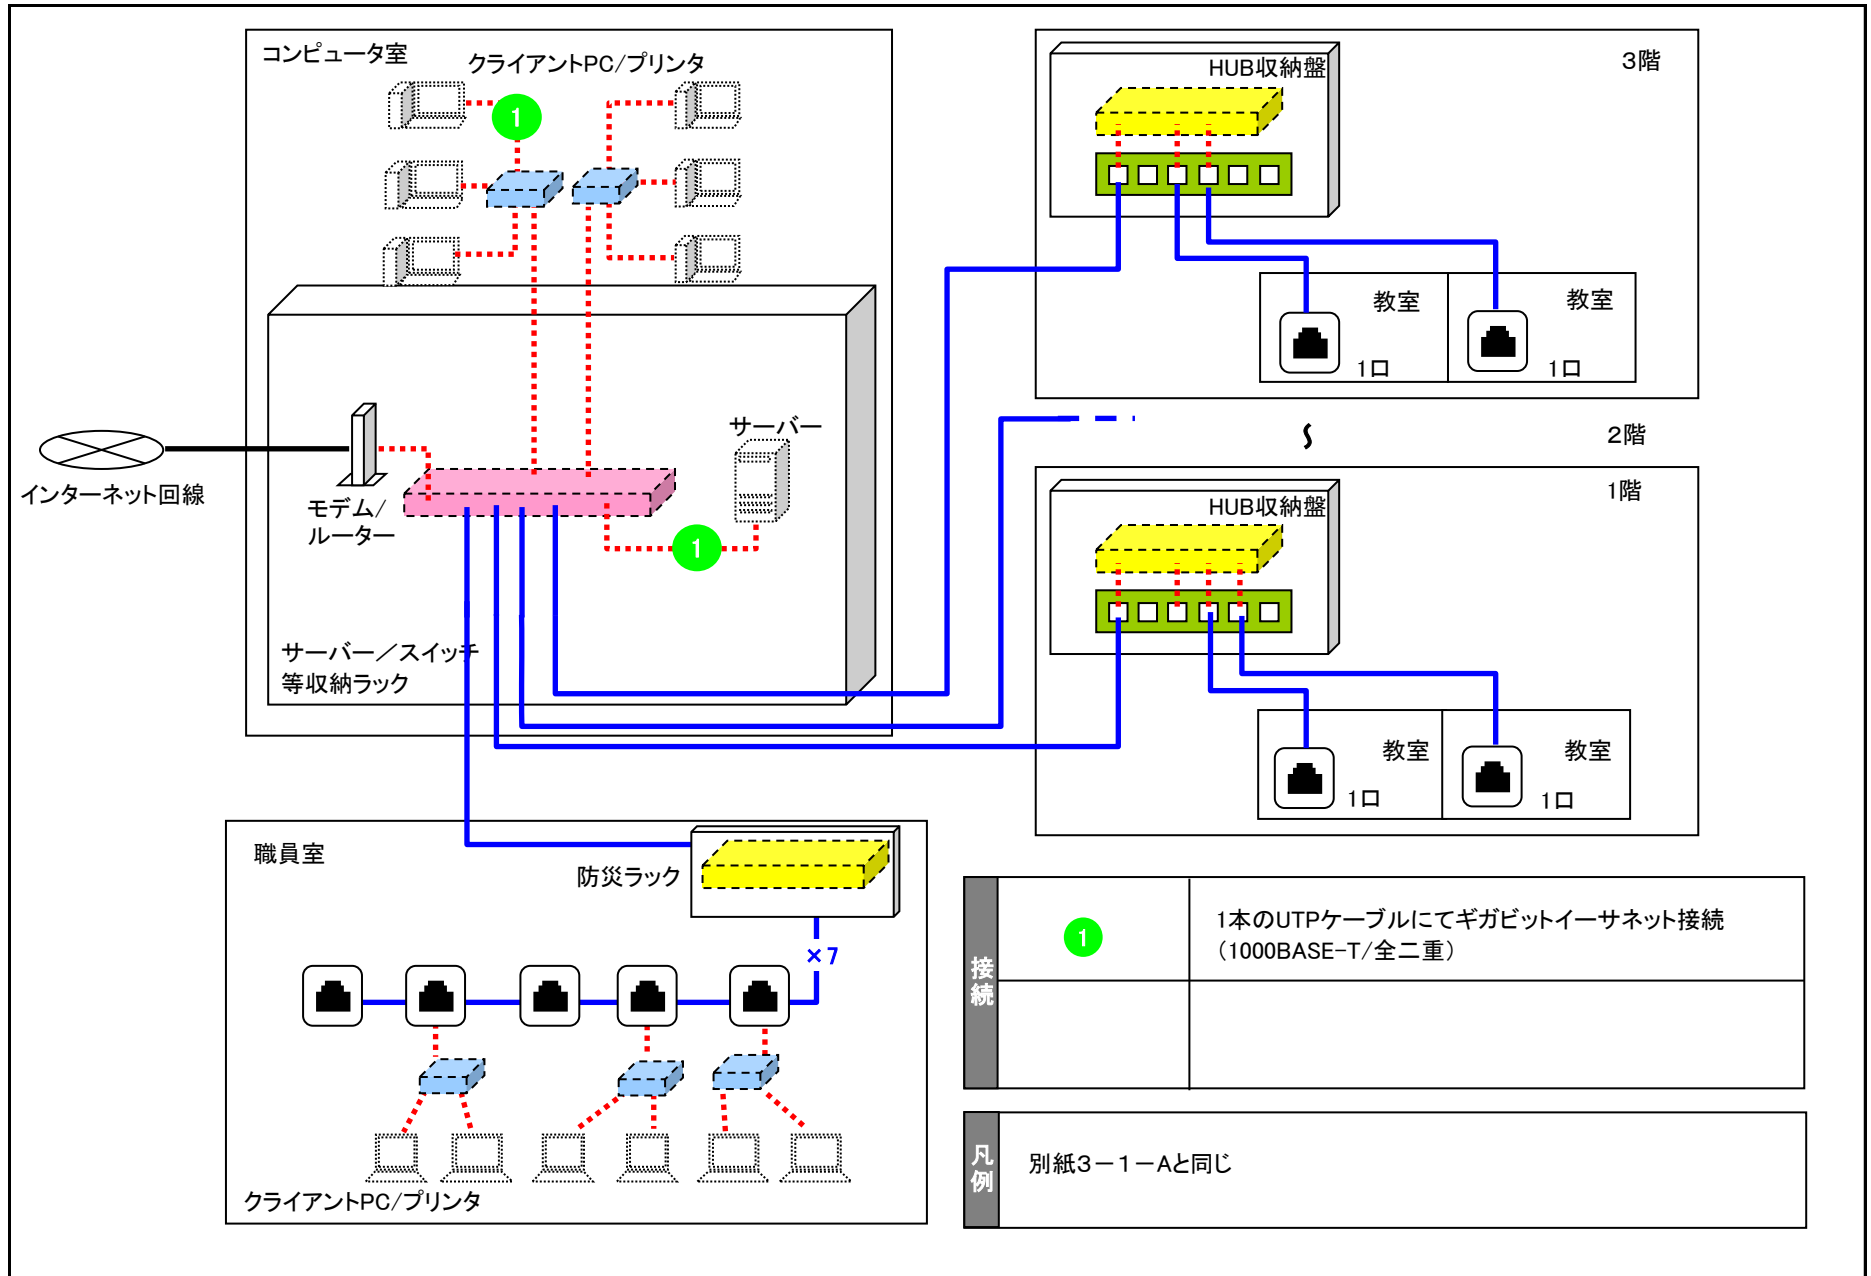 コンピュータ室
クライアントPC/プリンタ
1
サーバー
インターネット回線
モデム/
ルーター
1
サーバー／スイッチ
等収納ラック
HUB収納盤
3階
教室
1口
教室
1口
2階
HUB収納盤
1階
教室
1口
教室
1口
職員室
防災ラック
×7
クライアントPC/プリンタ
接続
1
1本のUTPケーブルにてギガビットイーサネット接続
（1000BASE-T/全二重）
凡例
別紙３－１－Aと同じ